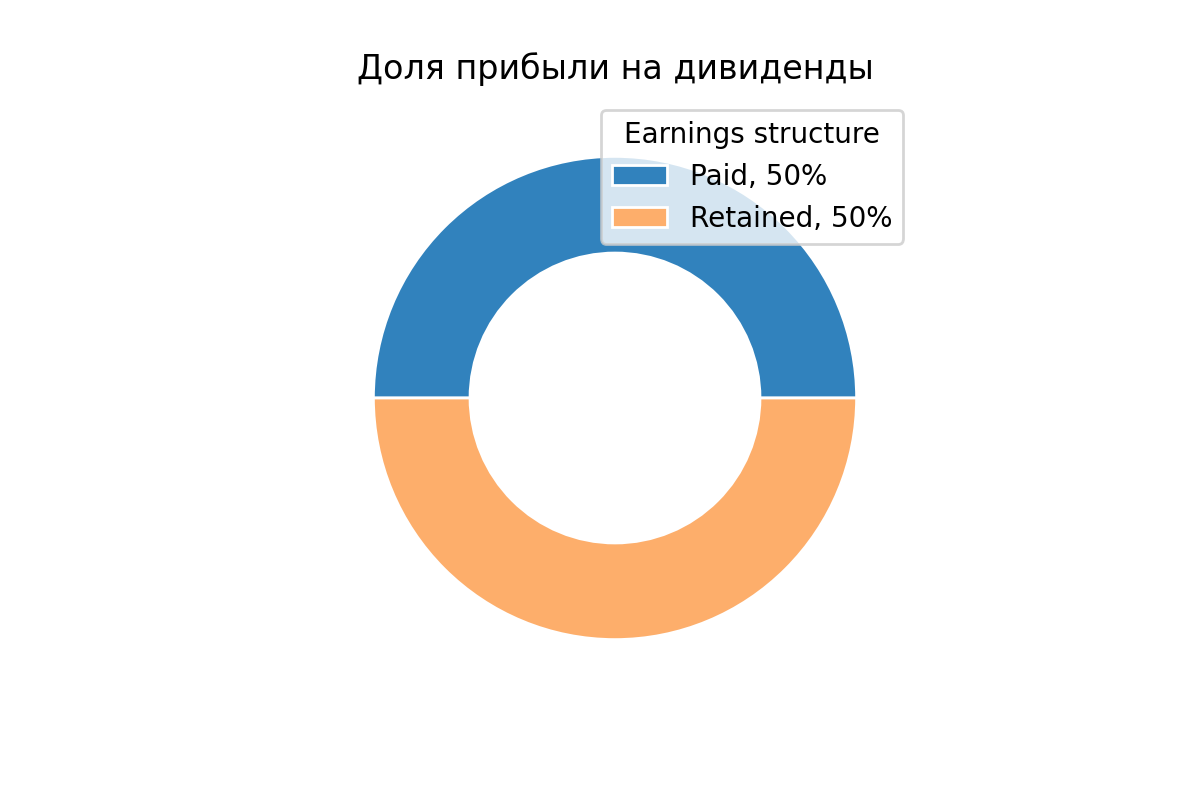 Доля прибыли на дивиденды
Earnings structure
Paid, 50%
Retained, 50%